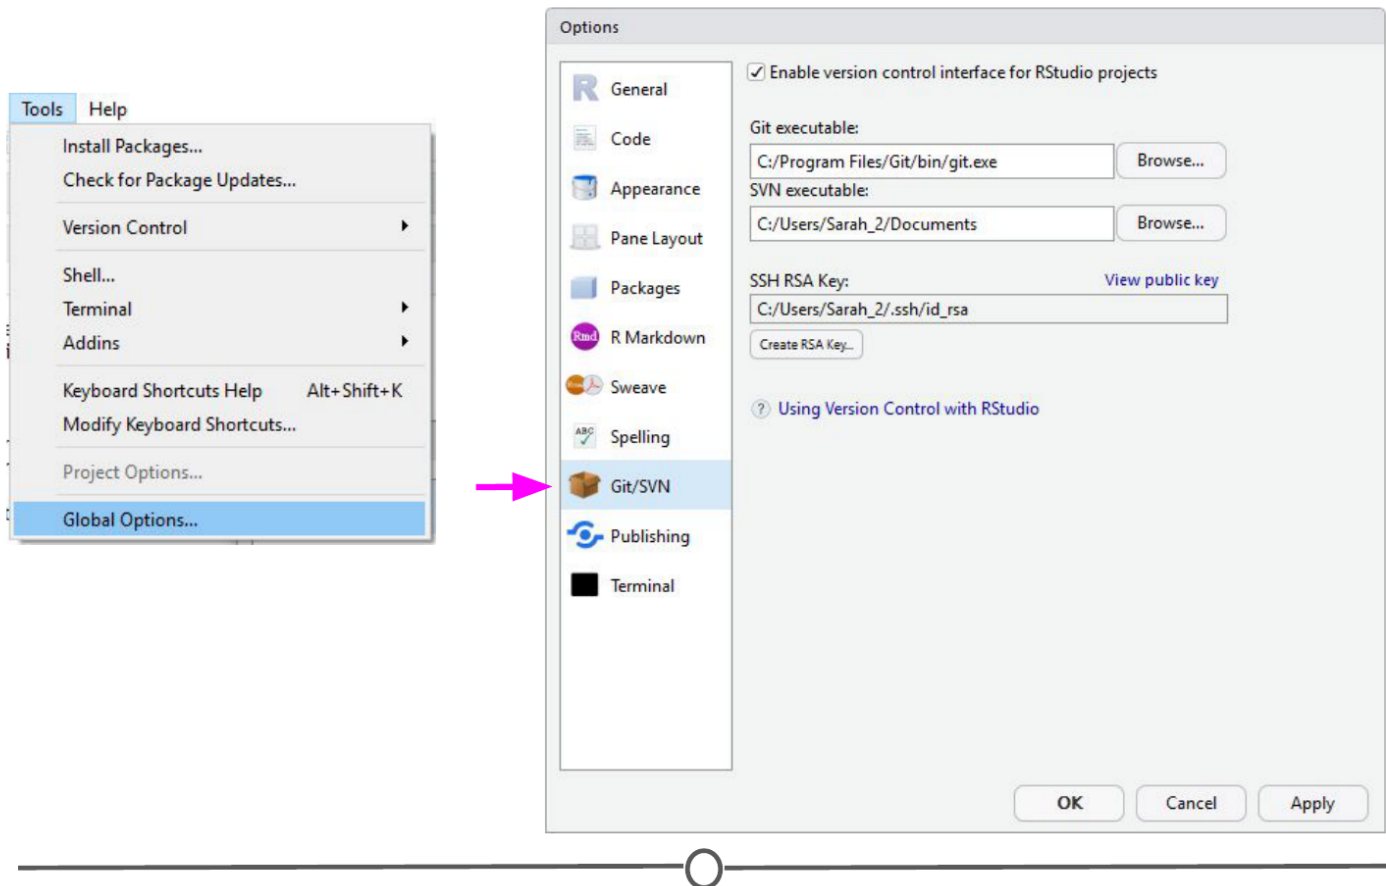 Tools Help
Install Packages...
Check for Package Updates...
Version Control
Shell...
Terminal
Addins
Keyboard Shortcuts Help Alt+Shift+K
Modify Keyboard Shortcuts...
Project Options...
Global Options...
Options
General
Code
Appearance
Pane Layout
Packages
Rmd R Markdown
Sweave
ABC Spelling
Git/SVN
Publishing
Terminal
Enable version control interface for RStudio projects
Git executable:
C:/Program Files/Git/bin/git.exe Browse...
SVN executable:
C:/Users/Sarah_2/Documents Browse...
SSH RSA Key: View public key
C:/Users/Sarah_2/.ssh/id_rsa
Create RSA Key...
? Using Version Control with RStudio
OK Cancel Apply